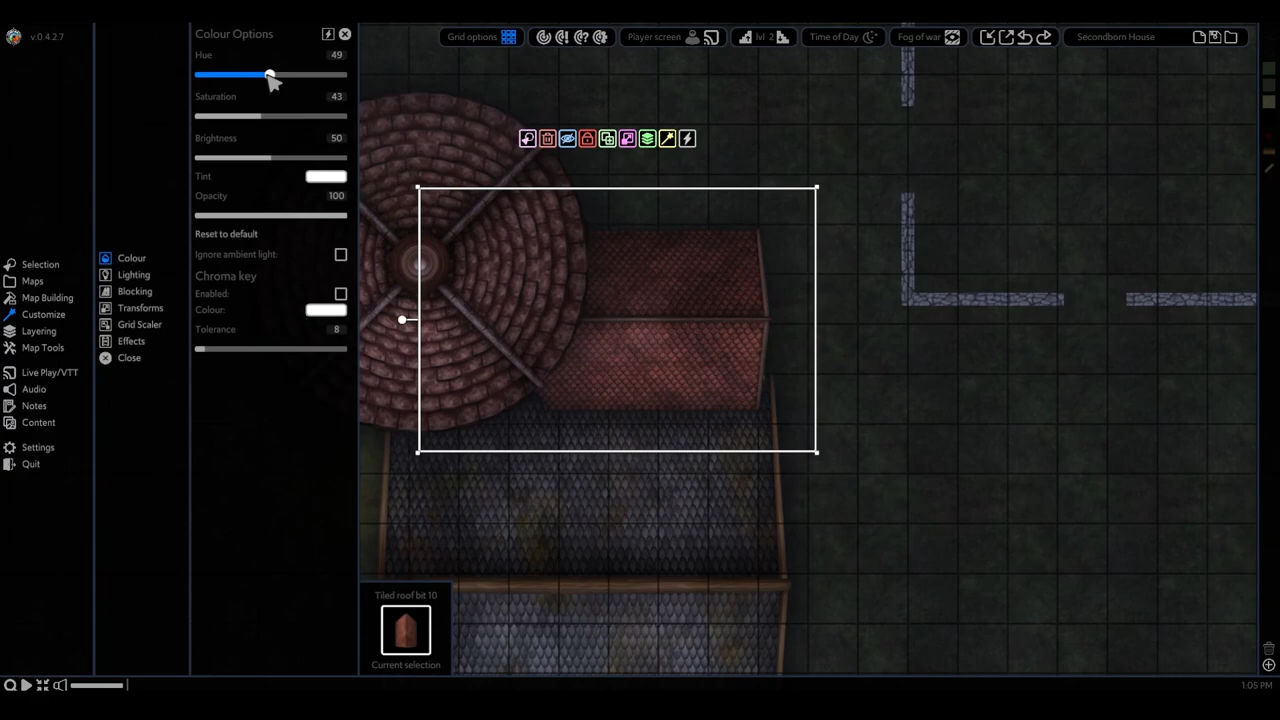 v.0.4.2.7
Selection
Maps
Map Building
Customize
Layering
Map Tools
Live Play/VTT
Audio
Notes
Content
Settings
Quit
Colour
Lighting
Blocking
Transforms
Grid Scaler
Effects
Close
Colour Options
Hue 49
Saturation 43
Brightness 50
Tint
Opacity 100
Reset to default
Ignore ambient light:
Chroma key
Enabled:
Colour:
Tolerance 8
Grid options
Player screen
lvl 2
Time of Day
Fog of war
Secondborn House
Tiled roof bit 10
Current selection
1:05 PM